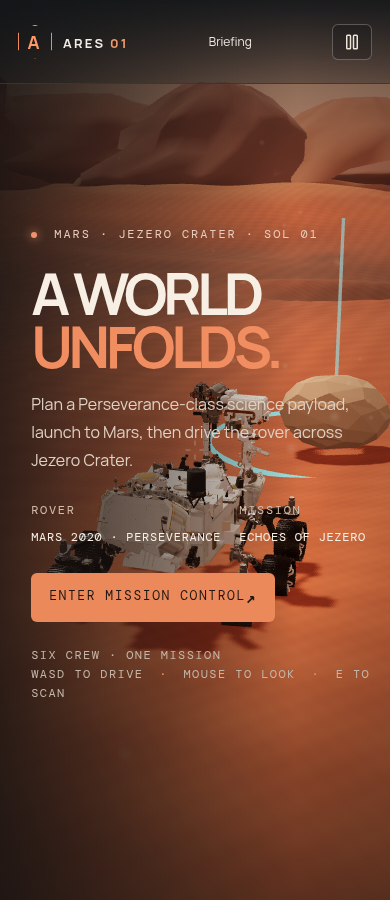 A ARES 01 Briefing
MARS · JEZERO CRATER · SOL 01
A WORLD
UNFOLDS.
Plan a Perseverance-class science payload,
launch to Mars, then drive the rover across
Jezero Crater.
ROVER MISSION
MARS 2020 · PERSEVERANCE ECHOES OF JEZERO
ENTER MISSION CONTROL↗
SIX CREW · ONE MISSION
WASD TO DRIVE · MOUSE TO LOOK · E TO
SCAN